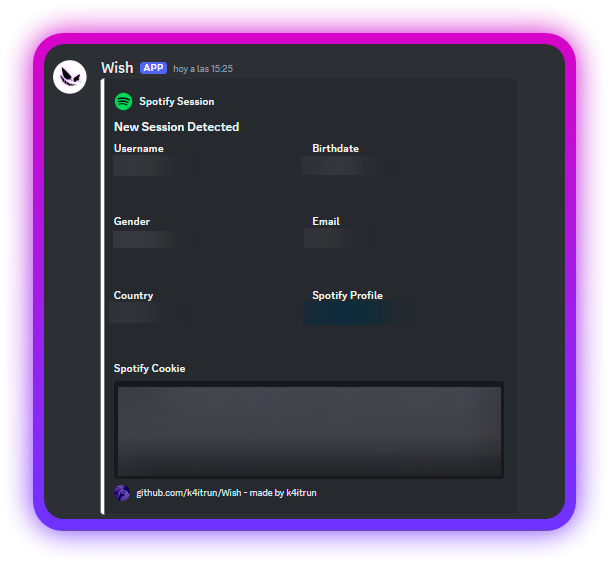 Wish APP hoy a las 15:25
Spotify Session
New Session Detected
Username Birthdate
Gender Email
Country Spotify Profile
Spotify Cookie
github.com/k4itrun/Wish - made by k4itrun